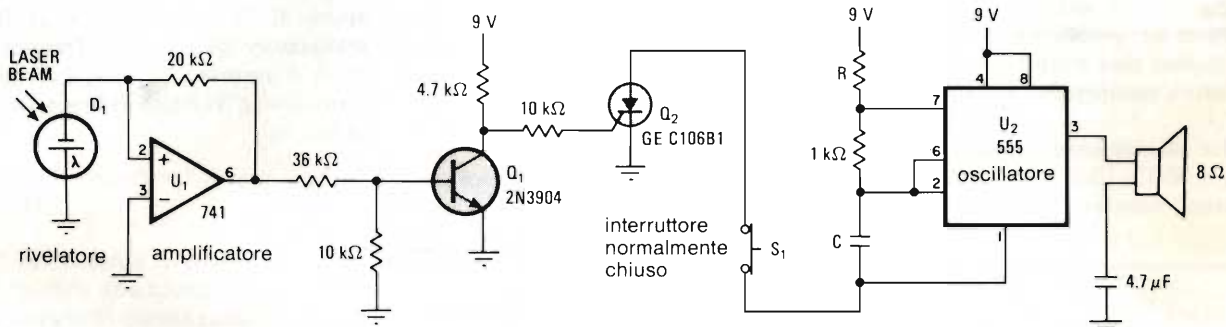 LASER
BEAM
D1
λ
rivelatore
20 kΩ
2
+
3
−
U1
6
741
amplificatore
36 kΩ
10 kΩ
9 V
4.7 kΩ
10 kΩ
Q1
2N3904
Q2
GE C106B1
interruttore
normalmente
chiuso
S1
9 V
R
1 kΩ
C
9 V
4
8
7
6
2
U2
555
oscillatore
3
1
8 Ω
4.7 µF